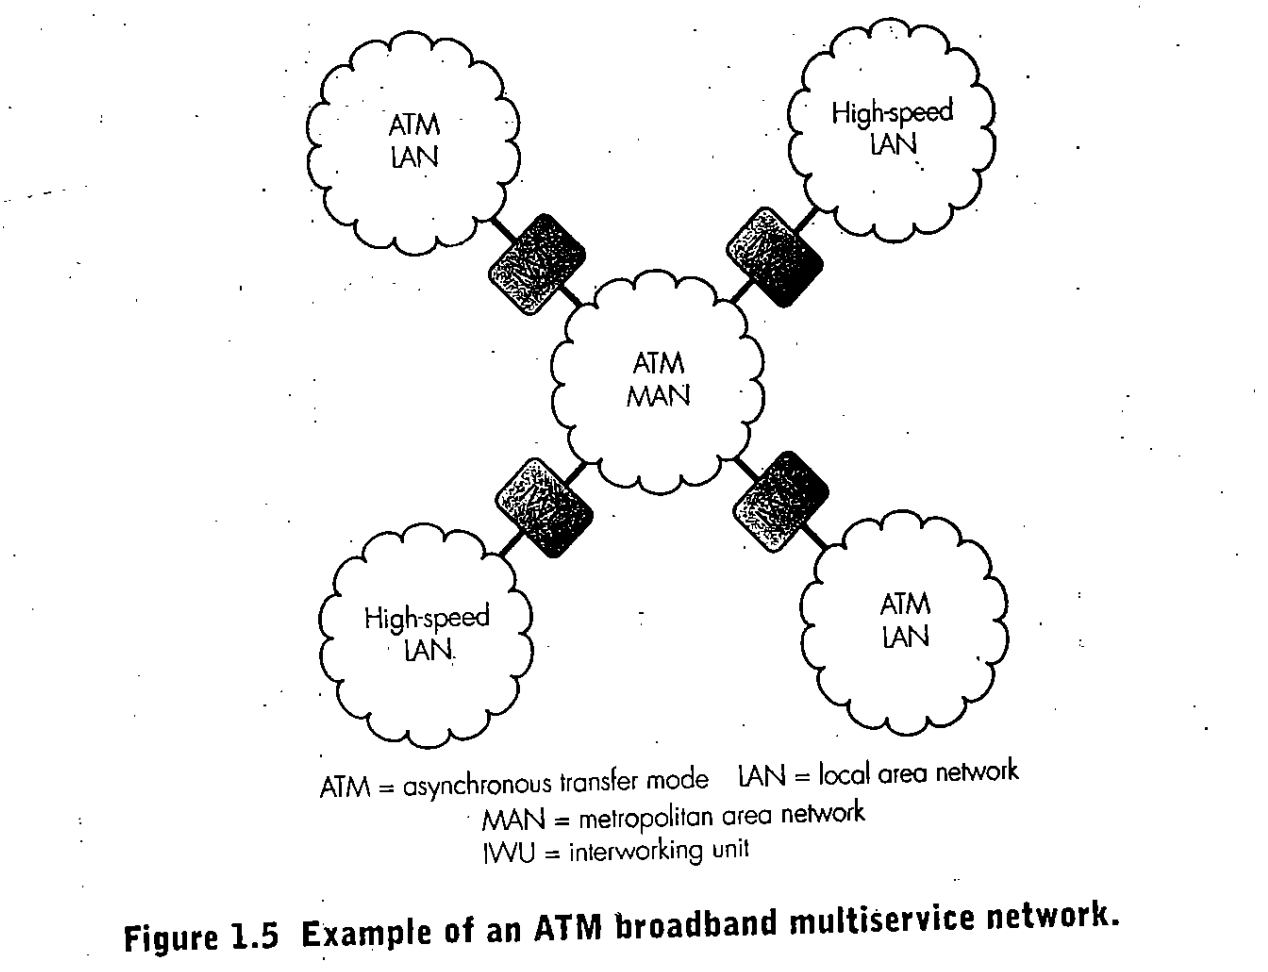 ATM
LAN
High-speed
LAN
ATM
MAN
High-speed
LAN
ATM
LAN
ATM = asynchronous transfer mode LAN = local area network
MAN = metropolitan area network
IWU = interworking unit
Figure 1.5 Example of an ATM broadband multiservice network.